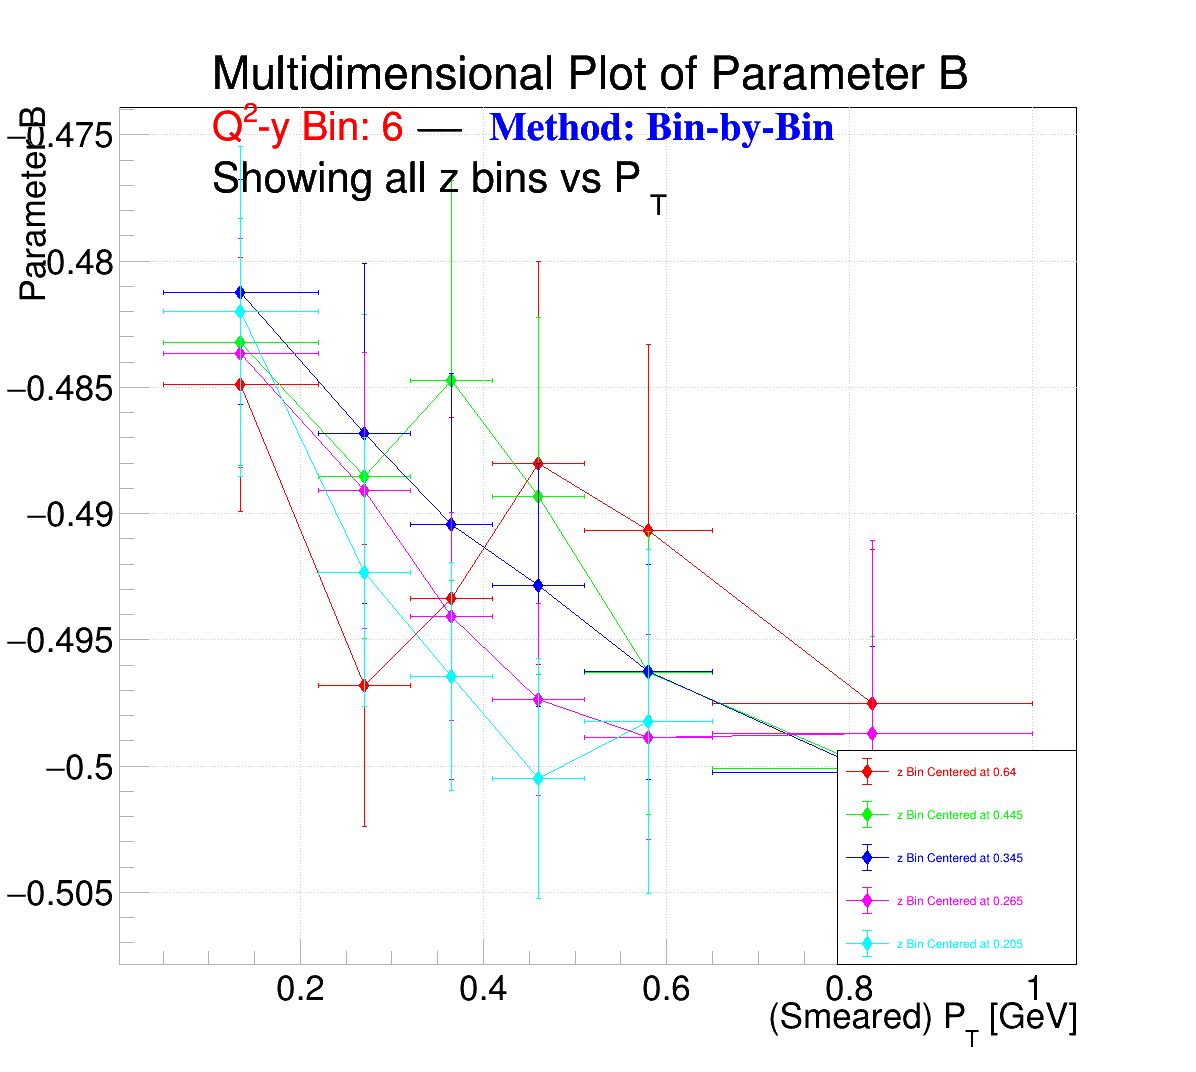 Multidimensional Plot of Parameter B
Q2-y Bin: 6 — Method: Bin-by-Bin
Showing all z bins vs P T
Parameter B
−0.475
−0.48
−0.485
−0.49
−0.495
−0.5
−0.505
z Bin Centered at 0.64
z Bin Centered at 0.445
z Bin Centered at 0.345
z Bin Centered at 0.265
z Bin Centered at 0.205
0.2 0.4 0.6 0.8 1
(Smeared) PT [GeV]